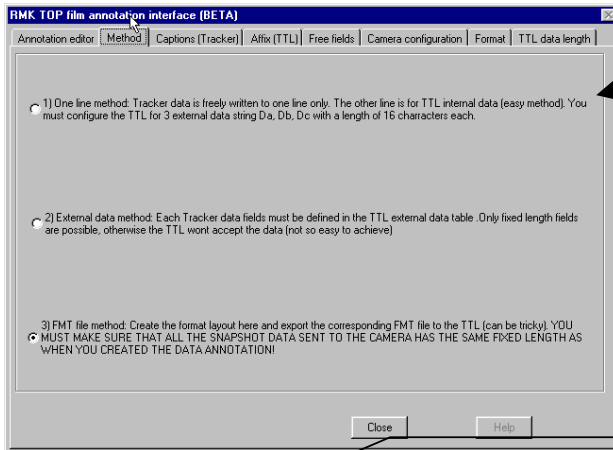 RMK TOP film annotation interface (BETA)
Annotation editor Method Captions (Tracker) Affix (TTL) Free fields Camera configuration Format TTL data length
1) One line method: Tracker data is freely written to one line only. The other line is for TTL internal data (easy method). You
must configure the TTL for 3 external data string Da, Db, Dc with a length of 16 charracters each.
2) External data method: Each Tracker data fields must be defined in the TTL external data table .Only fixed length fields
are possible, otherwise the TTL wont accept the data (not so easy to achieve)
3) FMT file method: Create the format layout here and export the corresponding FMT file to the TTL (can be tricky). YOU
MUST MAKE SURE THAT ALL THE SNAPSHOT DATA SENT TO THE CAMERA HAS THE SAME FIXED LENGTH AS
WHEN YOU CREATED THE DATA ANNOTATION!
Close Help